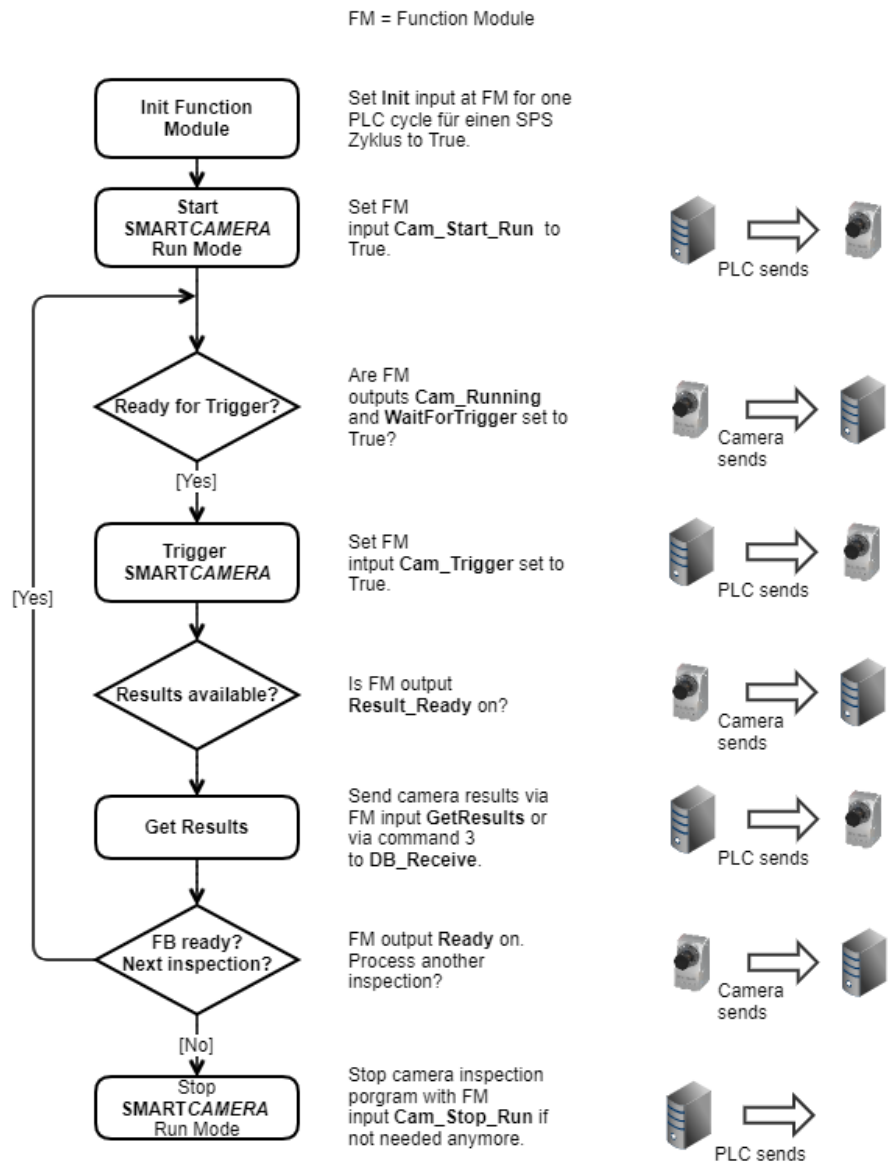 FM = Function Module
Init Function
Module
Set Init input at FM for one
PLC cycle für einen SPS
Zyklus to True.
Start
SMARTCAMERA
Run Mode
Set FM
input Cam_Start_Run to
True.
PLC sends
Ready for Trigger?
Are FM
outputs Cam_Running
and WaitForTrigger set to
True?
Camera
sends
[Yes]
Trigger
SMARTCAMERA
Set FM
intput Cam_Trigger set to
True.
PLC sends
[Yes]
Results available?
Is FM output
Result_Ready on?
Camera
sends
Get Results
Send camera results via
FM input GetResults or
via command 3
to DB_Receive.
PLC sends
FB ready?
Next inspection?
FM output Ready on.
Process another
inspection?
Camera
sends
[No]
Stop
SMARTCAMERA
Run Mode
Stop camera inspection
porgram with FM
input Cam_Stop_Run if
not needed anymore.
PLC sends